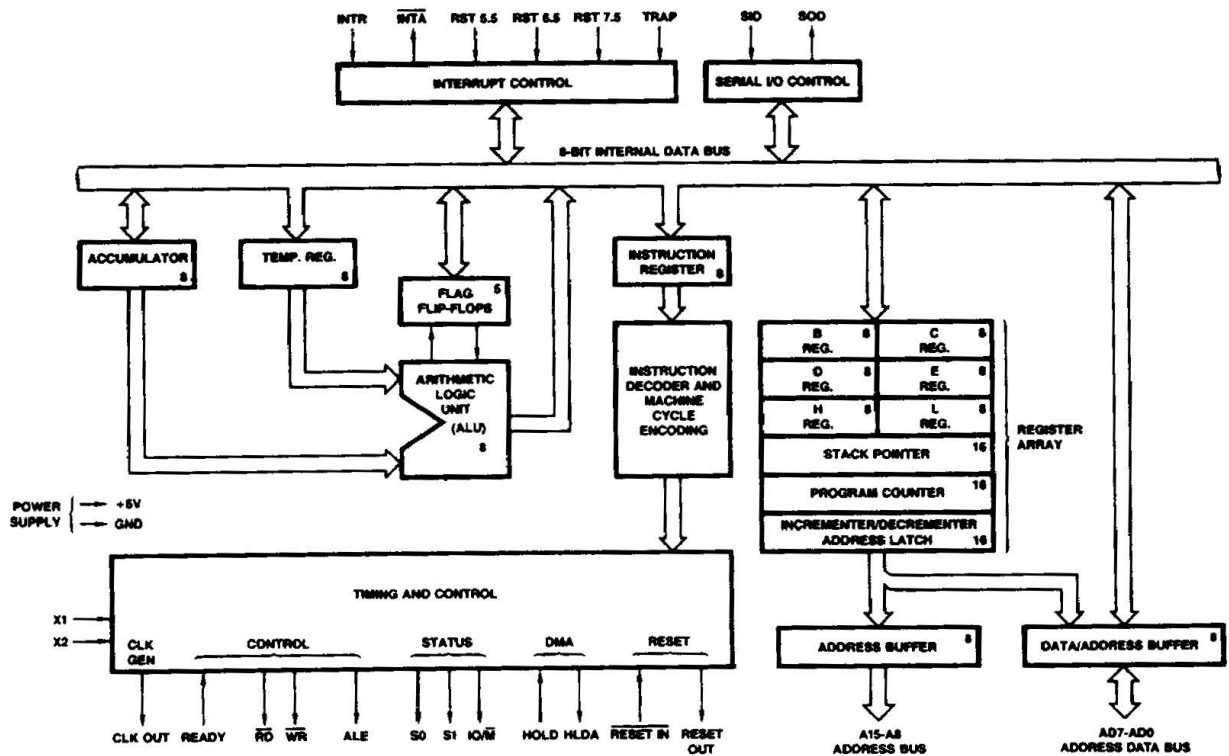 INTR INTA RST 5.5 RST 6.5 RST 7.5 TRAP SID SOD
INTERRUPT CONTROL
SERIAL I/O CONTROL
8-BIT INTERNAL DATA BUS
ACCUMULATOR
8
TEMP. REG.
8
FLAG 5
FLIP-FLOPS
INSTRUCTION
REGISTER
8
ARITHMETIC
LOGIC
UNIT
(ALU)
8
INSTRUCTION
DECODER AND
MACHINE
CYCLE
ENCODING
B 8
REG.
C 8
REG.
D 8
REG.
E 8
REG.
H 8
REG.
L 8
REG.
STACK POINTER 16
PROGRAM COUNTER 16
INCREMENTER/DECREMENTER
ADDRESS LATCH 16
REGISTER
ARRAY
POWER
SUPPLY
+5V
GND
TIMING AND CONTROL
X1
X2
CLK
GEN
CONTROL
STATUS
DMA
RESET
CLK OUT READY RD WR ALE S0 S1 IO/M HOLD HLDA RESET IN RESET
OUT
ADDRESS BUFFER 8
DATA/ADDRESS BUFFER 8
A15-A8
ADDRESS BUS
AD7-AD0
ADDRESS DATA BUS